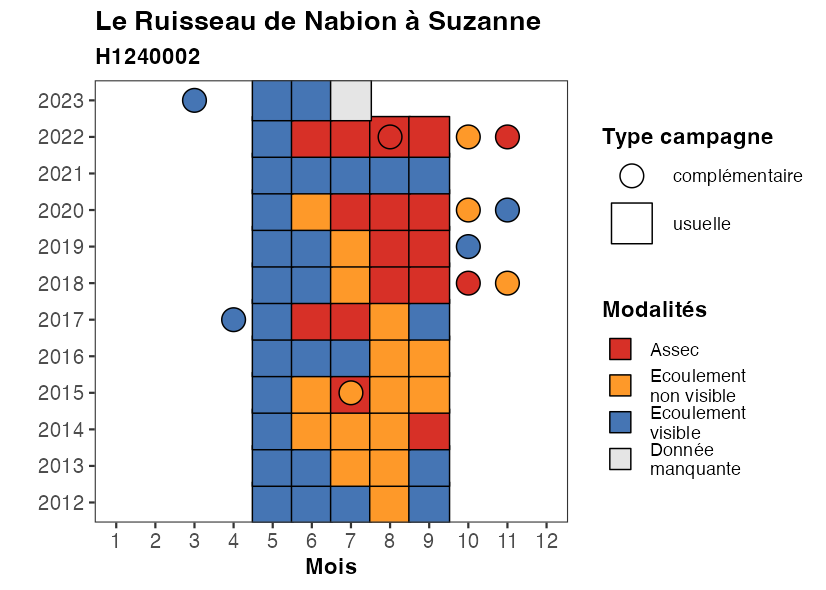 Le Ruisseau de Nabion à Suzanne
H1240002
2023
2022
2021
2020
2019
2018
2017
2016
2015
2014
2013
2012
1 2 3 4 5 6 7 8 9 10 11 12
Mois
Type campagne
complémentaire
usuelle
Modalités
Assec
Ecoulement
non visible
Ecoulement
visible
Donnée
manquante